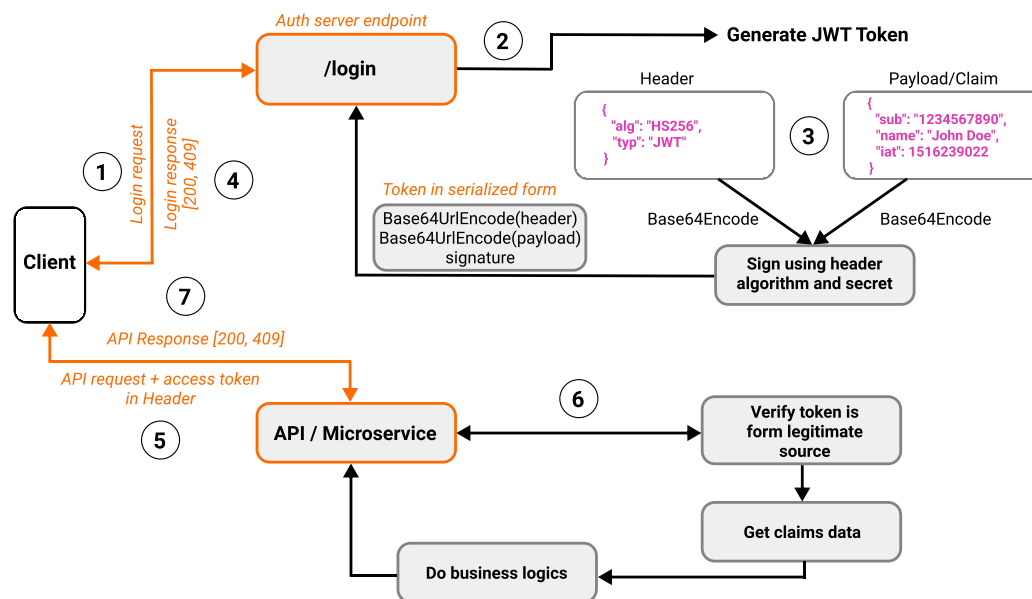 Auth server endpoint
/login
2
Generate JWT Token
Header
{
"alg": "HS256",
"typ": "JWT"
}
3
Payload/Claim
{
"sub": "1234567890",
"name": "John Doe",
"iat": 1516239022
}
1
Login request
Login response
[200, 409]
4
Token in serialized form
Base64UrlEncode(header)
Base64UrlEncode(payload)
signature
Base64Encode
Base64Encode
Sign using header
algorithm and secret
Client
7
API Response [200, 409]
API request + access token
in Header
5
API / Microservice
6
Verify token is
form legitimate
source
Get claims data
Do business logics